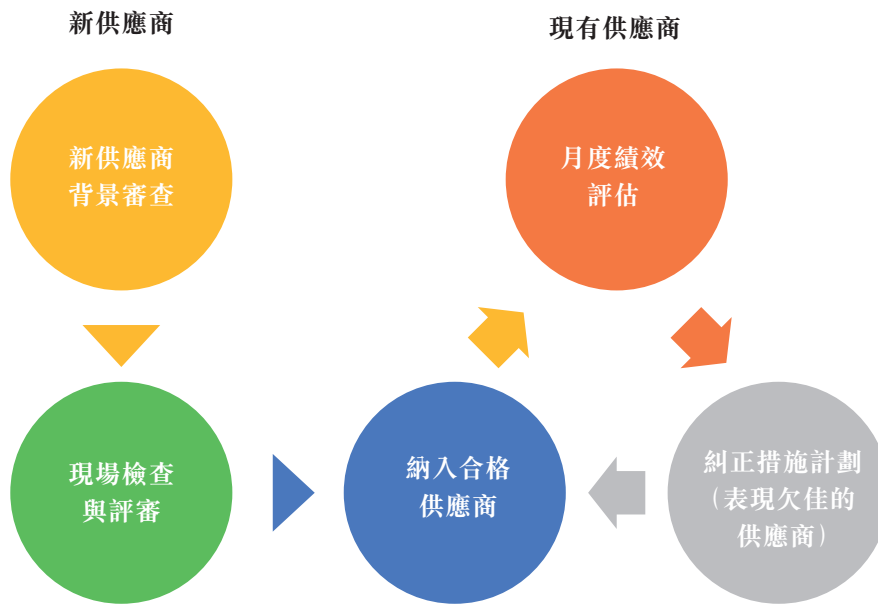 新供應商
現有供應商
新供應商
背景審查
月度績效
評估
現場檢查
與評審
納入合格
供應商
糾正措施計劃
（表現欠佳的
供應商）